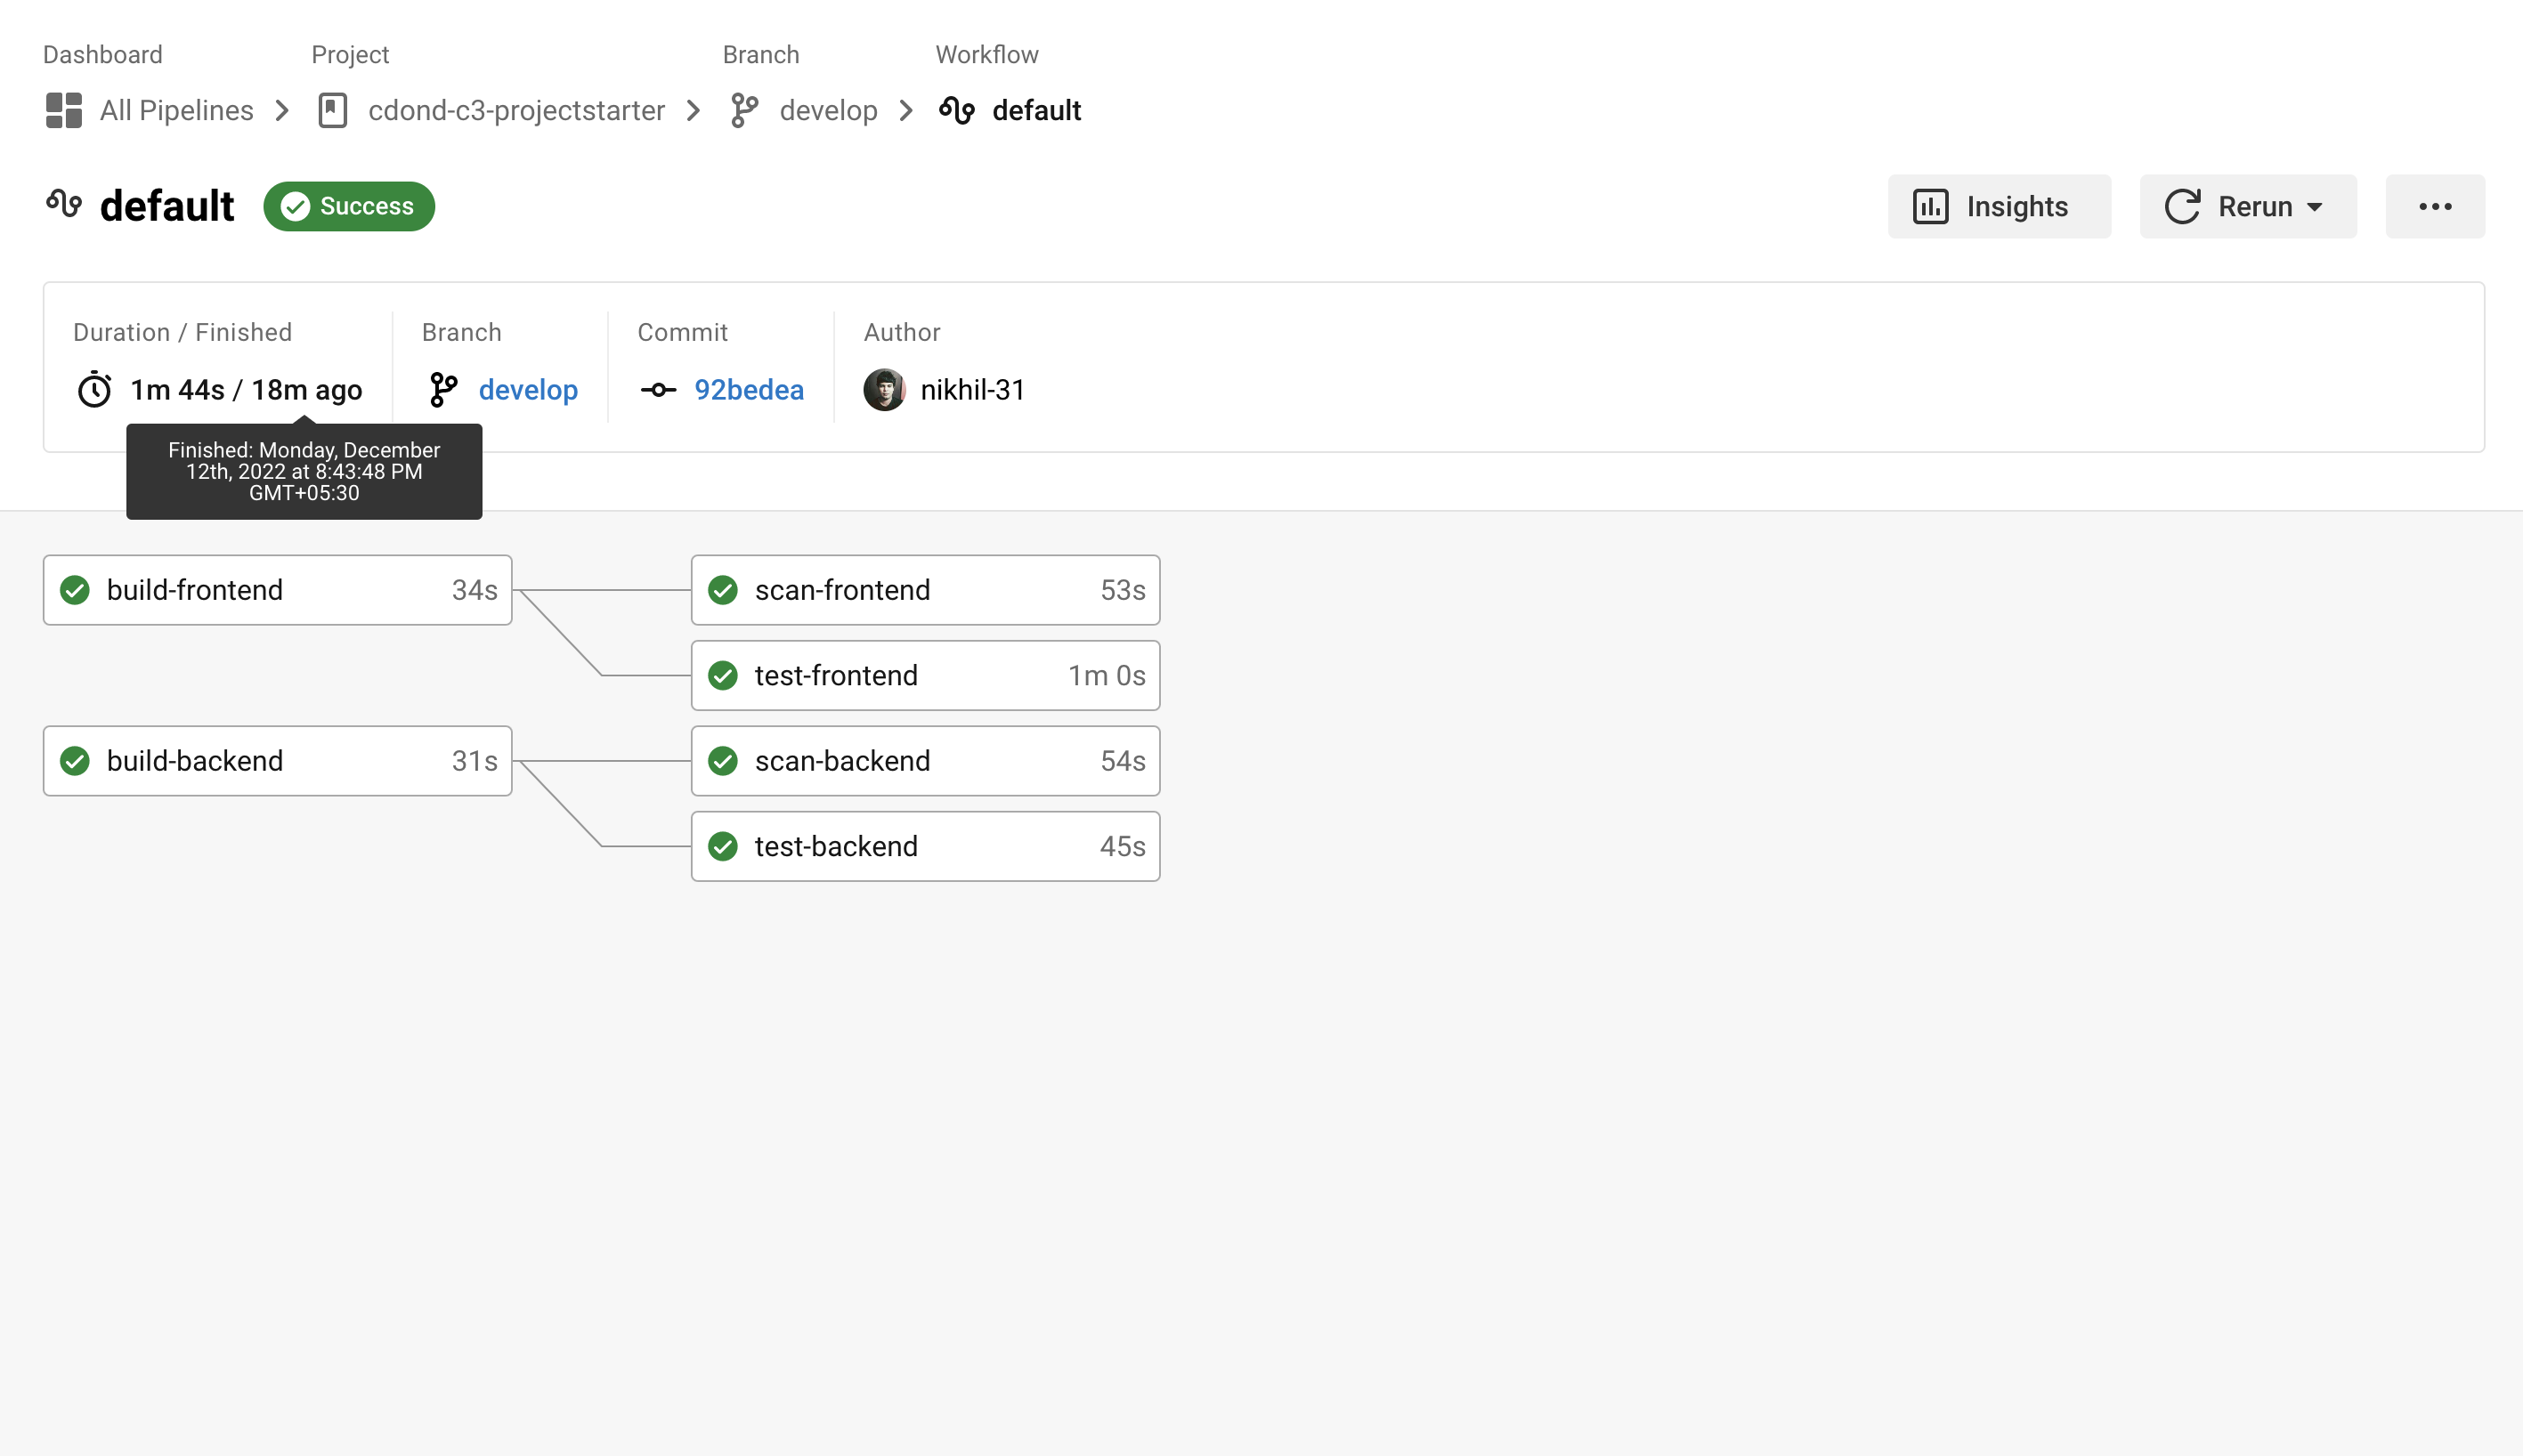 Dashboard Project Branch Workflow
All Pipelines cdond-c3-projectstarter develop default
default Success Insights Rerun
Duration / Finished Branch Commit Author
1m 44s / 18m ago develop 92bedea nikhil-31
Finished: Monday, December
12th, 2022 at 8:43:48 PM
GMT+05:30
build-frontend 34s scan-frontend 53s
test-frontend 1m 0s
build-backend 31s scan-backend 54s
test-backend 45s